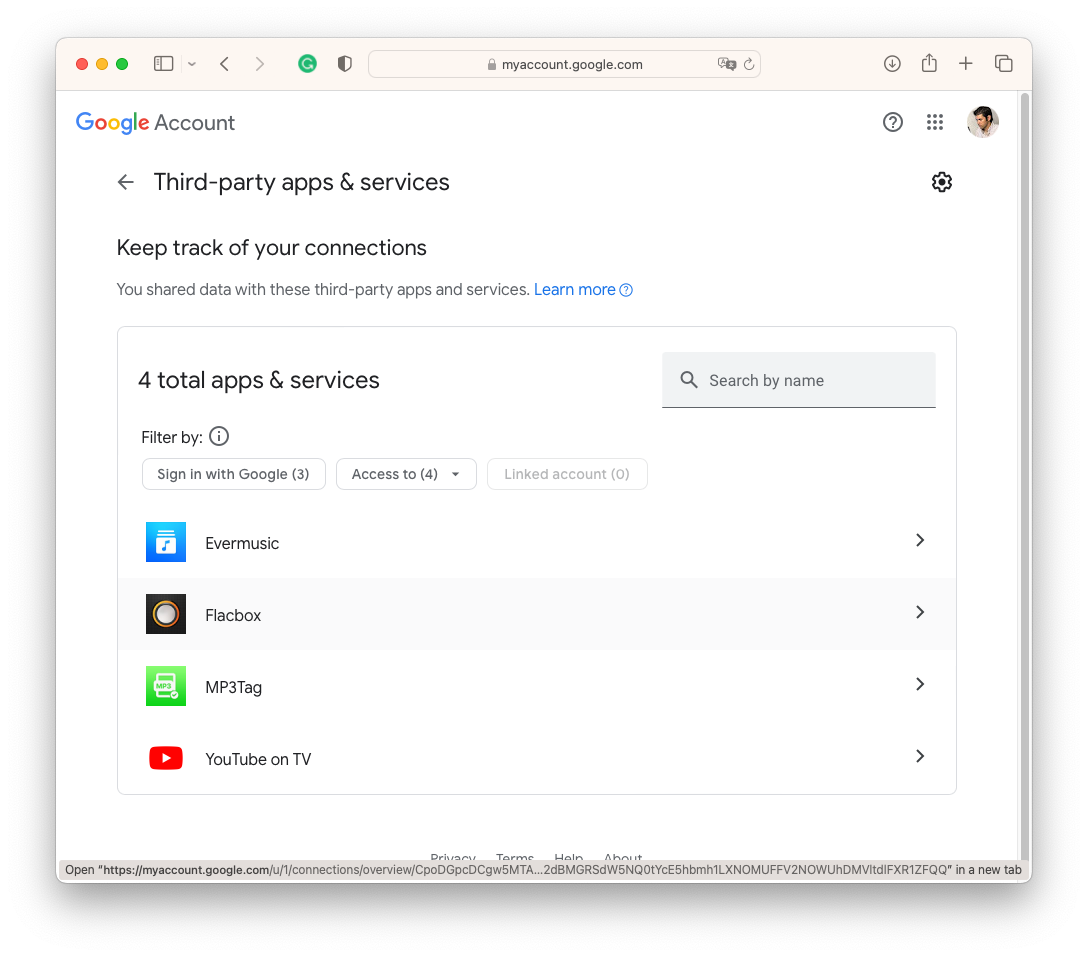 myaccount.google.com
Google Account
Third-party apps & services
Keep track of your connections
You shared data with these third-party apps and services. Learn more
4 total apps & services
Search by name
Filter by:
Sign in with Google (3)
Access to (4)
Linked account (0)
Evermusic
Flacbox
MP3
MP3Tag
YouTube on TV
Privacy Terms Help About
Open “https://myaccount.google.com/u/1/connections/overview/CpoDGpcDCgw5MTA...2dBMGRSdW5NQ0tYcE5hbmh1LXNOMUFFV2NOWUhDMVltdlFXR1ZFQQ” in a new tab